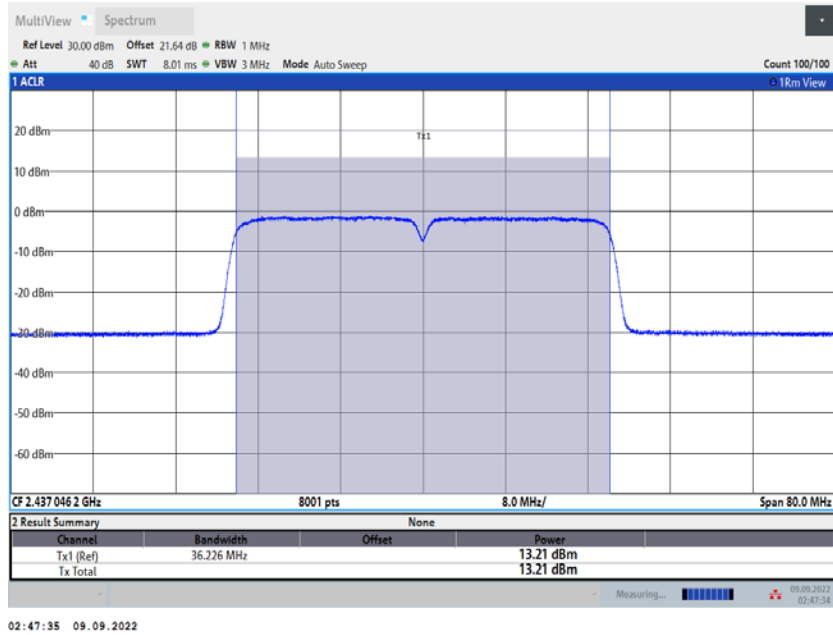 MultiView Spectrum
Ref Level 30.00 dBm Offset 21.64 dB RBW 1 MHz
Att 40 dB SWT 8.01 ms VBW 3 MHz Mode Auto Sweep Count 100/100
1 ACLR 1Rm View
Tx1
20 dBm
10 dBm
0 dBm
-10 dBm
-20 dBm
-30 dBm
-40 dBm
-50 dBm
-60 dBm
CF 2.437 046 2 GHz 8001 pts 8.0 MHz/ Span 80.0 MHz
2 Result Summary None
Channel Bandwidth Offset Power
Tx1 (Ref) 36.226 MHz 13.21 dBm
Tx Total 13.21 dBm
Measuring... 09.09.2022
02:47:34
02:47:35 09.09.2022